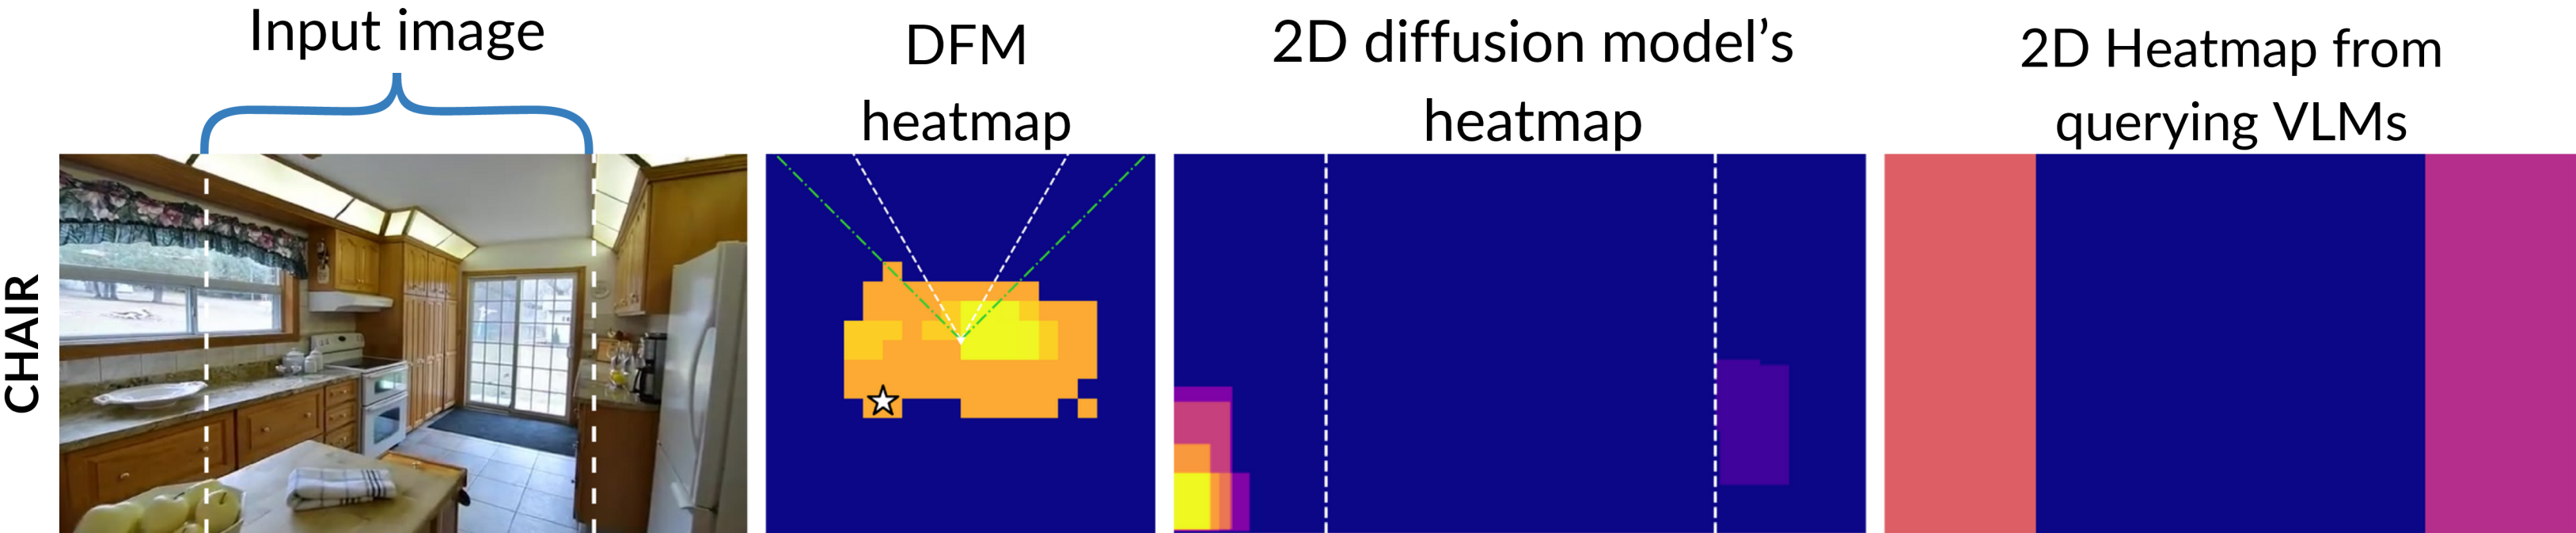 Input image
DFM
heatmap
2D diffusion model’s
heatmap
2D Heatmap from
querying VLMs
CHAIR